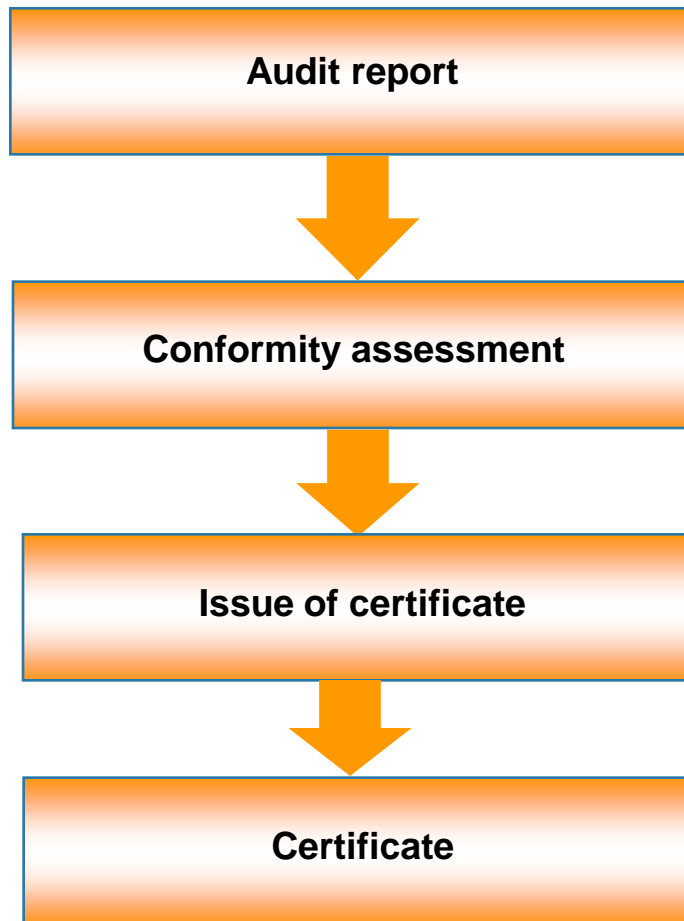 Audit report
Conformity assessment
Issue of certificate
Certificate